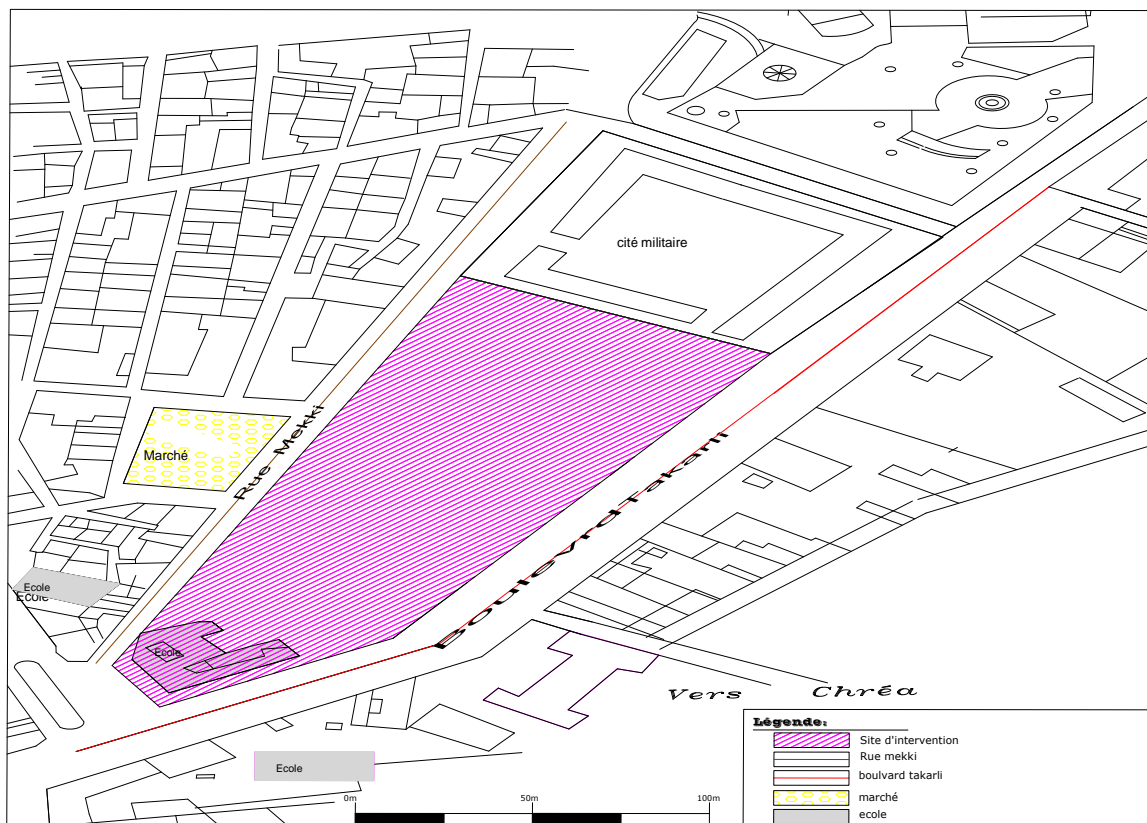 cité militaire
Marché
Rue Mekki
Boulevard takarli
Ecole
Ecole
Ecole
Vers Chréa
Ecole
0m 50m 100m
Légende:
Site d'intervention
Rue mekki
boulvard takarli
marché
ecole